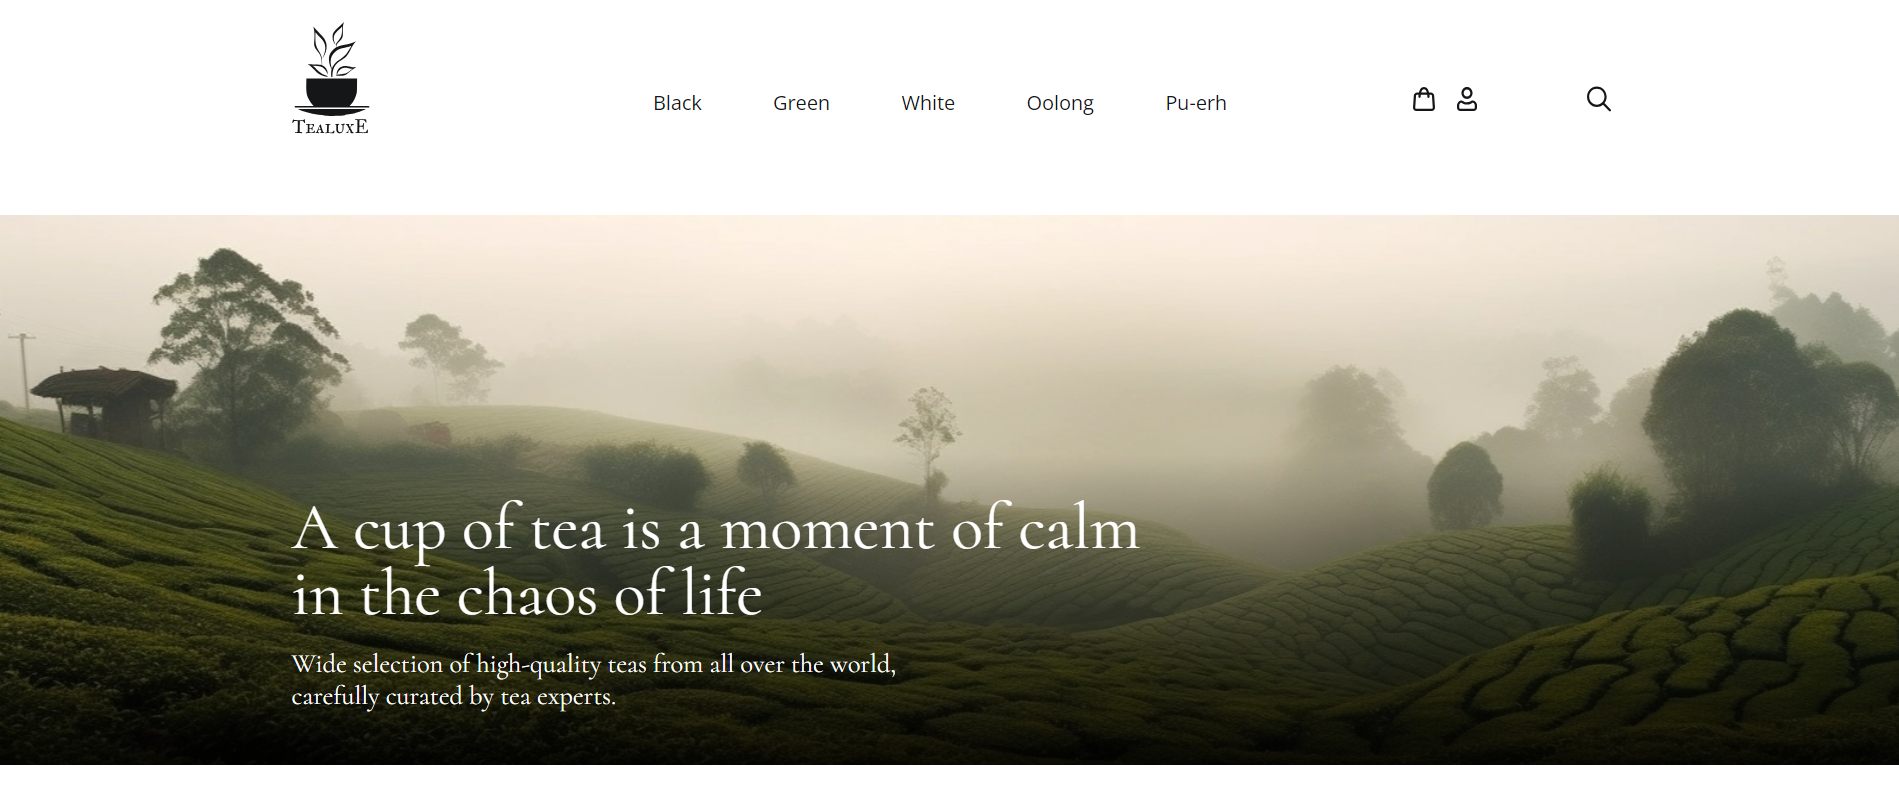 TEALUXE
Black Green White Oolong Pu-erh
A cup of tea is a moment of calm
in the chaos of life
Wide selection of high-quality teas from all over the world,
carefully curated by tea experts.